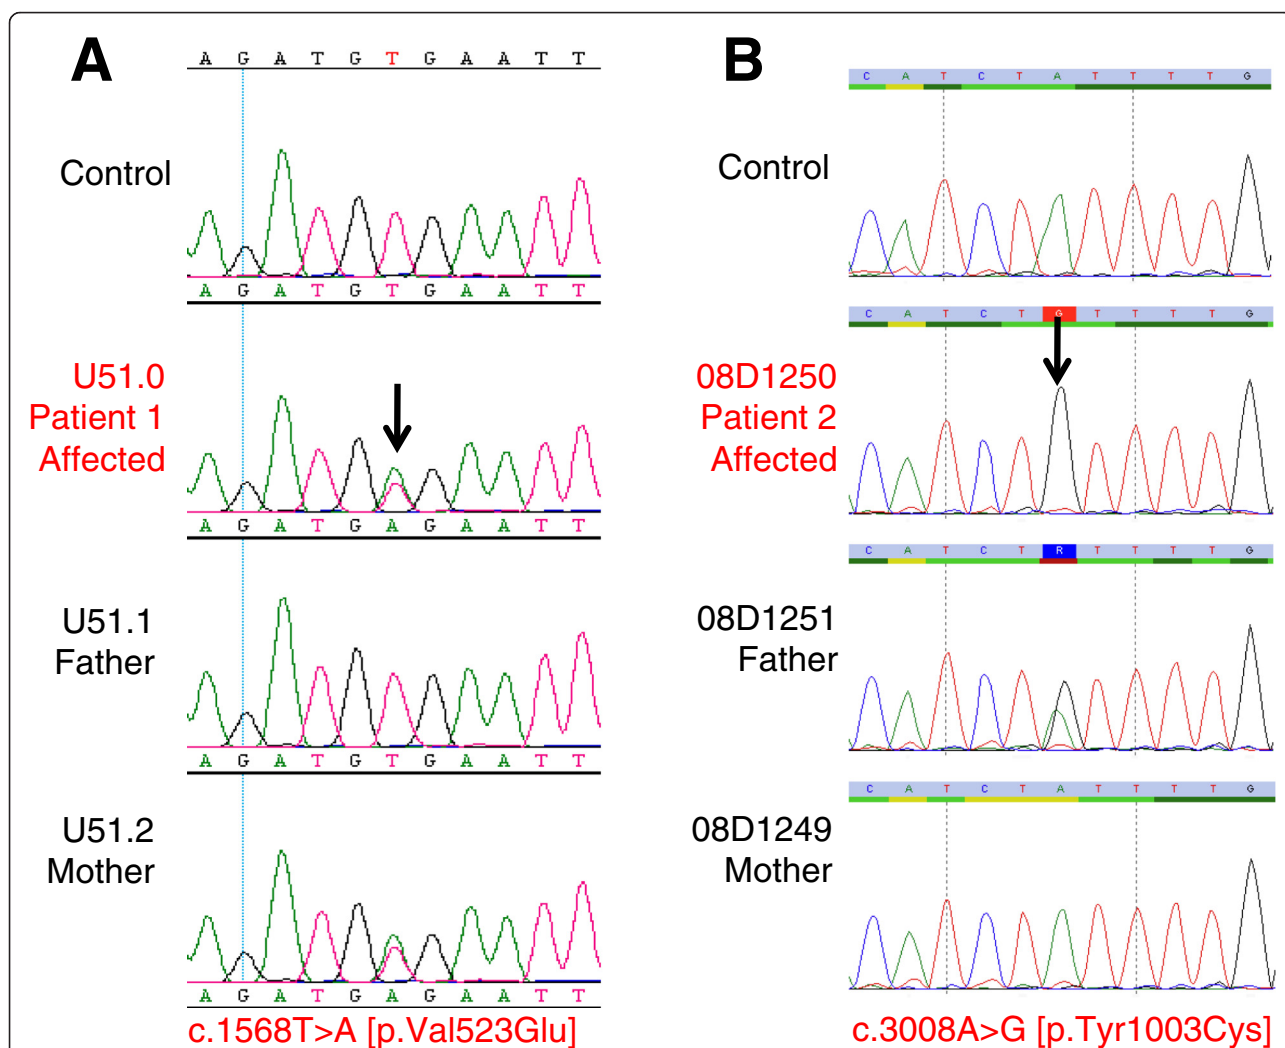 A
A G A T G T G A A T T
Control
A G A T G T G A A T T
U51.0
Patient 1
Affected
A G A T G A G A A T T
U51.1
Father
A G A T G T G A A T T
U51.2
Mother
A G A T G A G A A T T
c.1568T>A [p.Val523Glu]
B
C A T C T A T T T T G
Control
C A T C T G T T T T G
08D1250
Patient 2
Affected
C A T C T R T T T T G
08D1251
Father
C A T C T A T T T T G
08D1249
Mother
c.3008A>G [p.Tyr1003Cys]